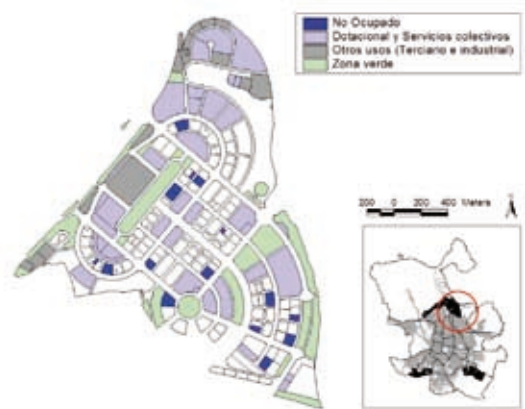 No Ocupado
Dotacional y Servicios colectivos
Otros usos (Terciario e industrial)
Zona verde
200 0 200 400 Meters
N